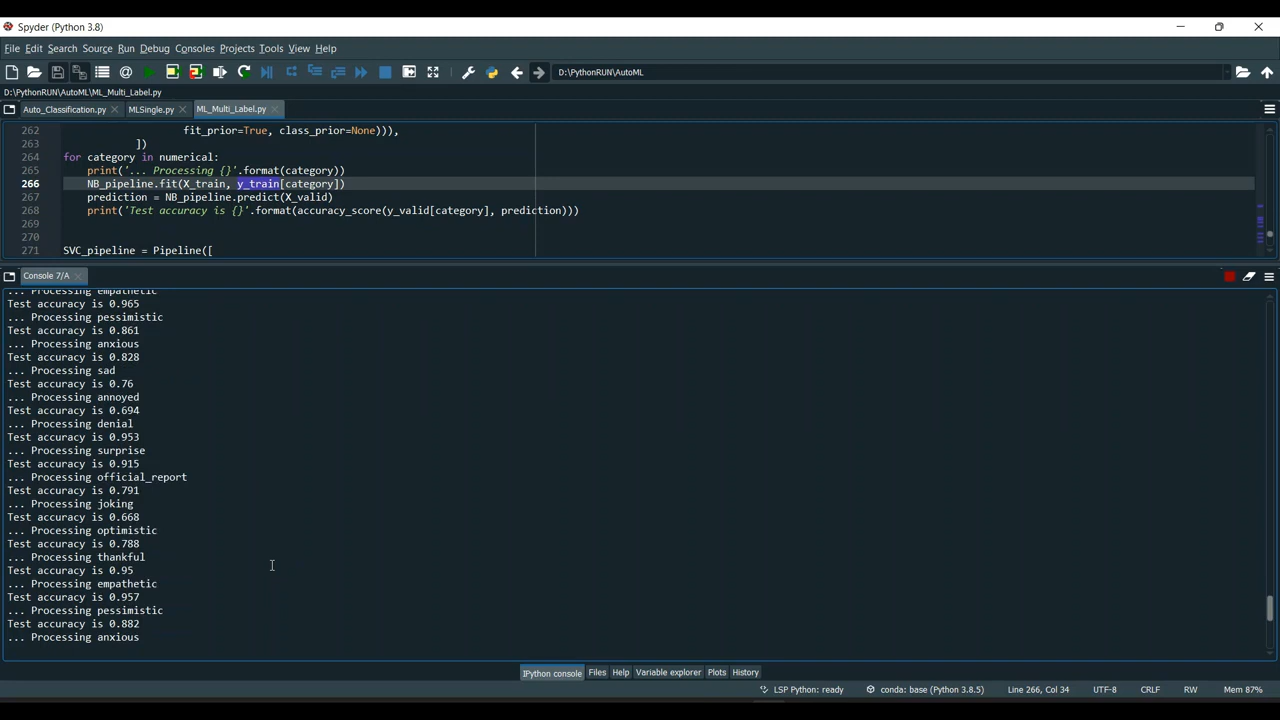 Spyder (Python 3.8)
File Edit Search Source Run Debug Consoles Projects Tools View Help
D:\PythonRUN\AutoML
D:\PythonRUN\AutoML\ML_Multi_Label.py
Auto_Classification.py MLSingle.py ML_Multi_Label.py
262 fit_prior=True, class_prior=None))),
263 ])
264 for category in numerical:
265 print('... Processing {}'.format(category))
266 NB_pipeline.fit(X_train, y_train[category])
267 prediction = NB_pipeline.predict(X_valid)
268 print('Test accuracy is {}'.format(accuracy_score(y_valid[category], prediction)))
269
270
271 SVC_pipeline = Pipeline([
Console 7/A
... Processing empathetic
Test accuracy is 0.965
... Processing pessimistic
Test accuracy is 0.861
... Processing anxious
Test accuracy is 0.828
... Processing sad
Test accuracy is 0.76
... Processing annoyed
Test accuracy is 0.694
... Processing denial
Test accuracy is 0.953
... Processing surprise
Test accuracy is 0.915
... Processing official_report
Test accuracy is 0.791
... Processing joking
Test accuracy is 0.668
... Processing optimistic
Test accuracy is 0.788
... Processing thankful
Test accuracy is 0.95
... Processing empathetic
Test accuracy is 0.957
... Processing pessimistic
Test accuracy is 0.882
... Processing anxious
IPython console Files Help Variable explorer Plots History
LSP Python: ready conda: base (Python 3.8.5) Line 266, Col 34 UTF-8 CRLF RW Mem 87%